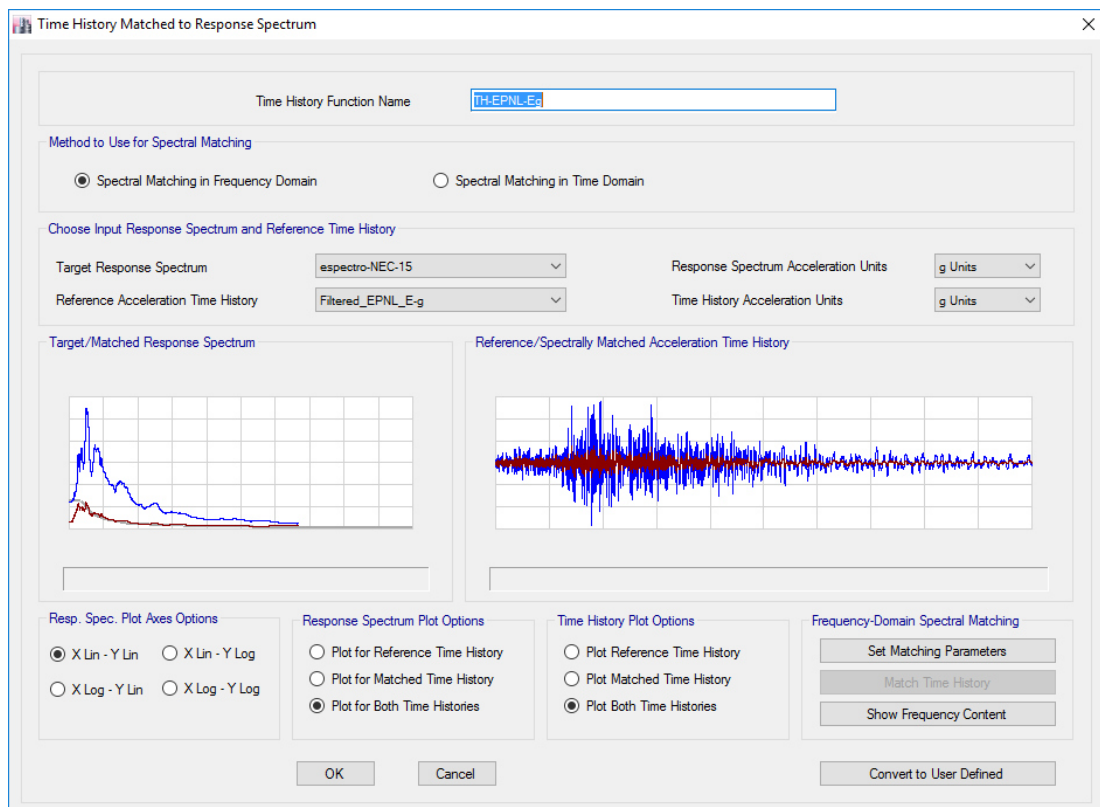 Time History Matched to Response Spectrum
Time History Function Name
TH-EPNL-Eg
Method to Use for Spectral Matching
Spectral Matching in Frequency Domain
Spectral Matching in Time Domain
Choose Input Response Spectrum and Reference Time History
Target Response Spectrum
espectro-NEC-15
Response Spectrum Acceleration Units
g Units
Reference Acceleration Time History
Filtered_EPNL_E-g
Time History Acceleration Units
g Units
Target/Matched Response Spectrum
Reference/Spectrally Matched Acceleration Time History
Resp. Spec. Plot Axes Options
X Lin - Y Lin
X Lin - Y Log
X Log - Y Lin
X Log - Y Log
Response Spectrum Plot Options
Plot for Reference Time History
Plot for Matched Time History
Plot for Both Time Histories
Time History Plot Options
Plot Reference Time History
Plot Matched Time History
Plot Both Time Histories
Frequency-Domain Spectral Matching
Set Matching Parameters
Match Time History
Show Frequency Content
OK
Cancel
Convert to User Defined